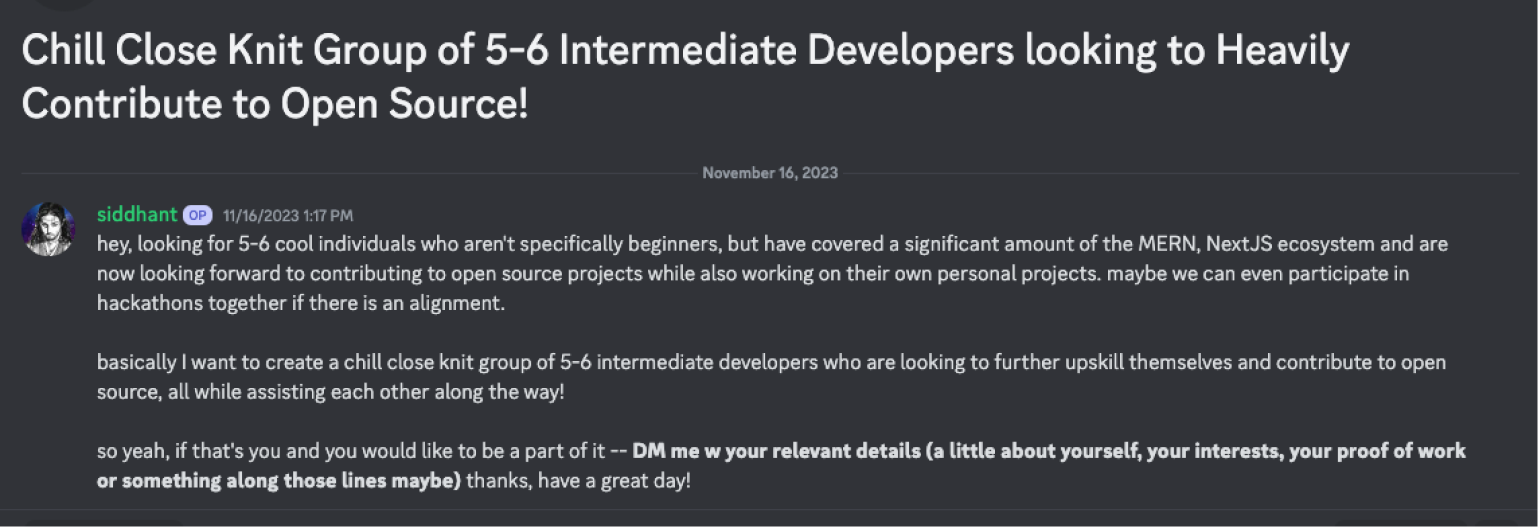 Chill Close Knit Group of 5-6 Intermediate Developers looking to Heavily
Contribute to Open Source!
November 16, 2023
siddhant OP 11/16/2023 1:17 PM
hey, looking for 5-6 cool individuals who aren't specifically beginners, but have covered a significant amount of the MERN, NextJS ecosystem and are
now looking forward to contributing to open source projects while also working on their own personal projects. maybe we can even participate in
hackathons together if there is an alignment.
basically I want to create a chill close knit group of 5-6 intermediate developers who are looking to further upskill themselves and contribute to open
source, all while assisting each other along the way!
so yeah, if that's you and you would like to be a part of it -- DM me w your relevant details (a little about yourself, your interests, your proof of work
or something along those lines maybe) thanks, have a great day!